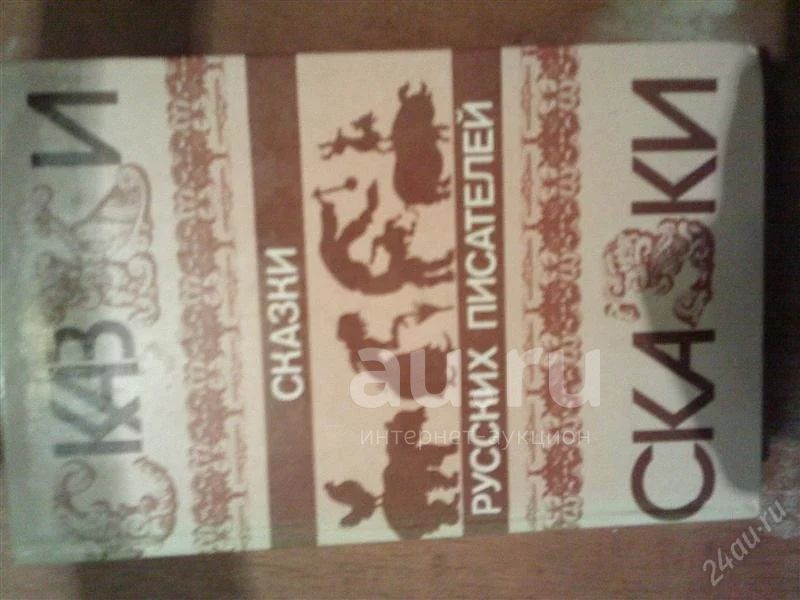 СКАЗКИ
СКАЗКИ
РУССКИХ ПИСАТЕЛЕЙ
СКАЗКИ
au.ru
интернет-аукцион
24au.ru